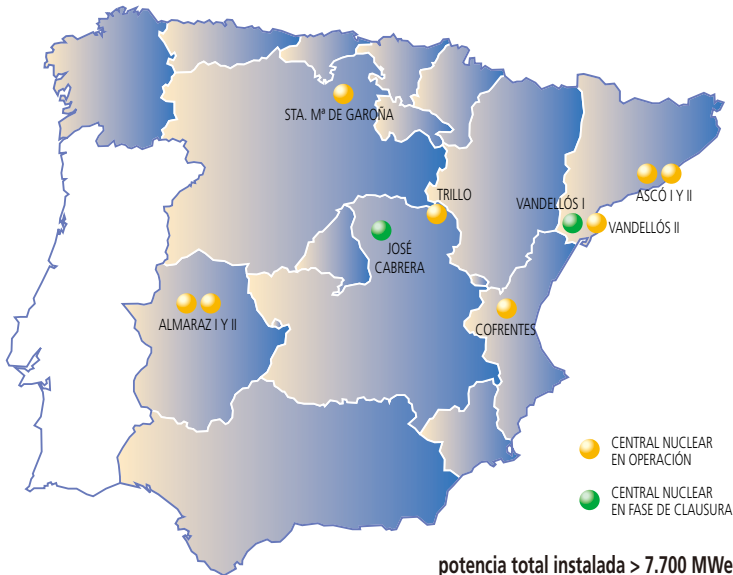 STA. Mª DE GAROÑA
TRILLO
VANDELLÓS I
ASCÓ I Y II
VANDELLÓS II
JOSÉ
CABRERA
ALMARAZ I Y II
COFRENTES
CENTRAL NUCLEAR
EN OPERACIÓN
CENTRAL NUCLEAR
EN FASE DE CLAUSURA
potencia total instalada > 7.700 MWe